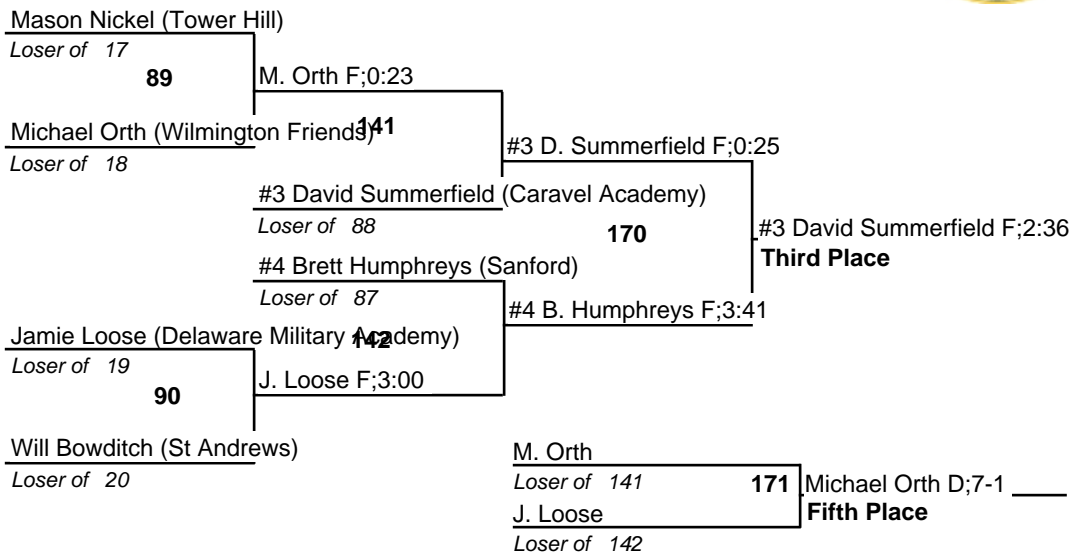 Mason Nickel (Tower Hill)
Loser of 17
89
M. Orth F;0:23
Michael Orth (Wilmington Friends)
141
Loser of 18
#3 D. Summerfield F;0:25
#3 David Summerfield (Caravel Academy)
Loser of 88
170
#3 David Summerfield F;2:36
Third Place
#4 Brett Humphreys (Sanford)
Loser of 87
#4 B. Humphreys F;3:41
Jamie Loose (Delaware Military Academy)
142
Loser of 19
90
J. Loose F;3:00
Will Bowditch (St Andrews)
Loser of 20
M. Orth
Loser of 141
171
Michael Orth D;7-1
Fifth Place
J. Loose
Loser of 142